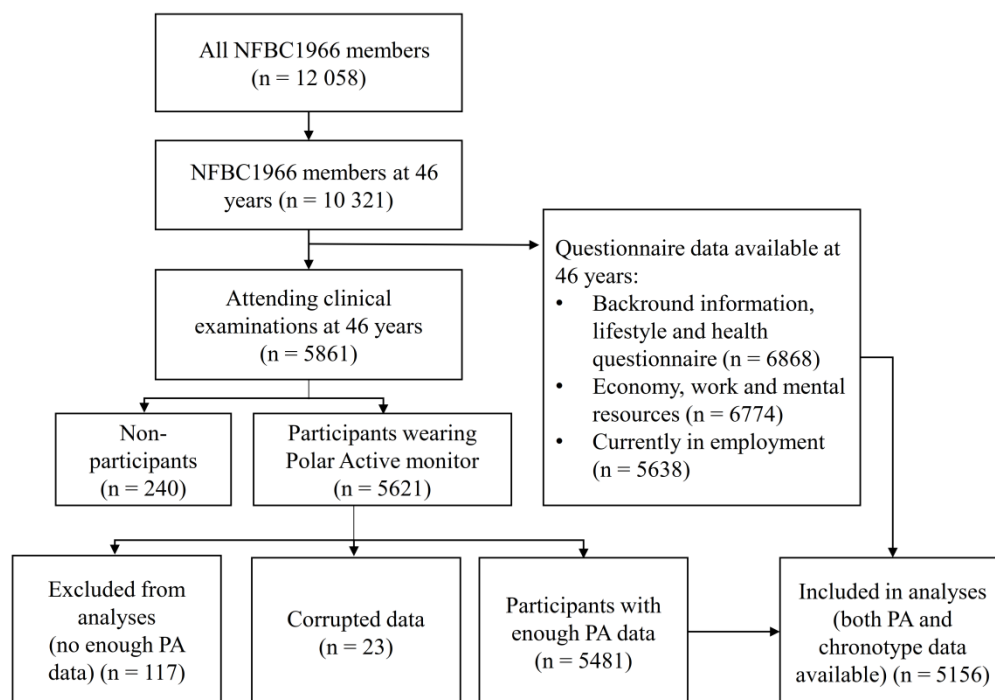 All NFBC1966 members
(n = 12 058)
NFBC1966 members at 46
years (n = 10 321)
Questionnaire data available at
46 years:
• Backround information,
lifestyle and health
questionnaire (n = 6868)
• Economy, work and mental
resources (n = 6774)
• Currently in employment
(n = 5638)
Attending clinical
examinations at 46 years
(n = 5861)
Non-
participants
(n = 240)
Participants wearing
Polar Active monitor
(n = 5621)
Excluded from
analyses
(no enough PA
data) (n = 117)
Corrupted data
(n = 23)
Participants with
enough PA data
(n = 5481)
Included in analyses
(both PA and
chronotype data
available) (n = 5156)